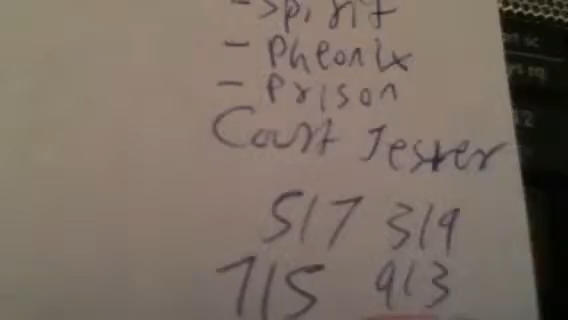 - Spirit
- Pheonix
- Prison
Court Jester
517 319
715 913